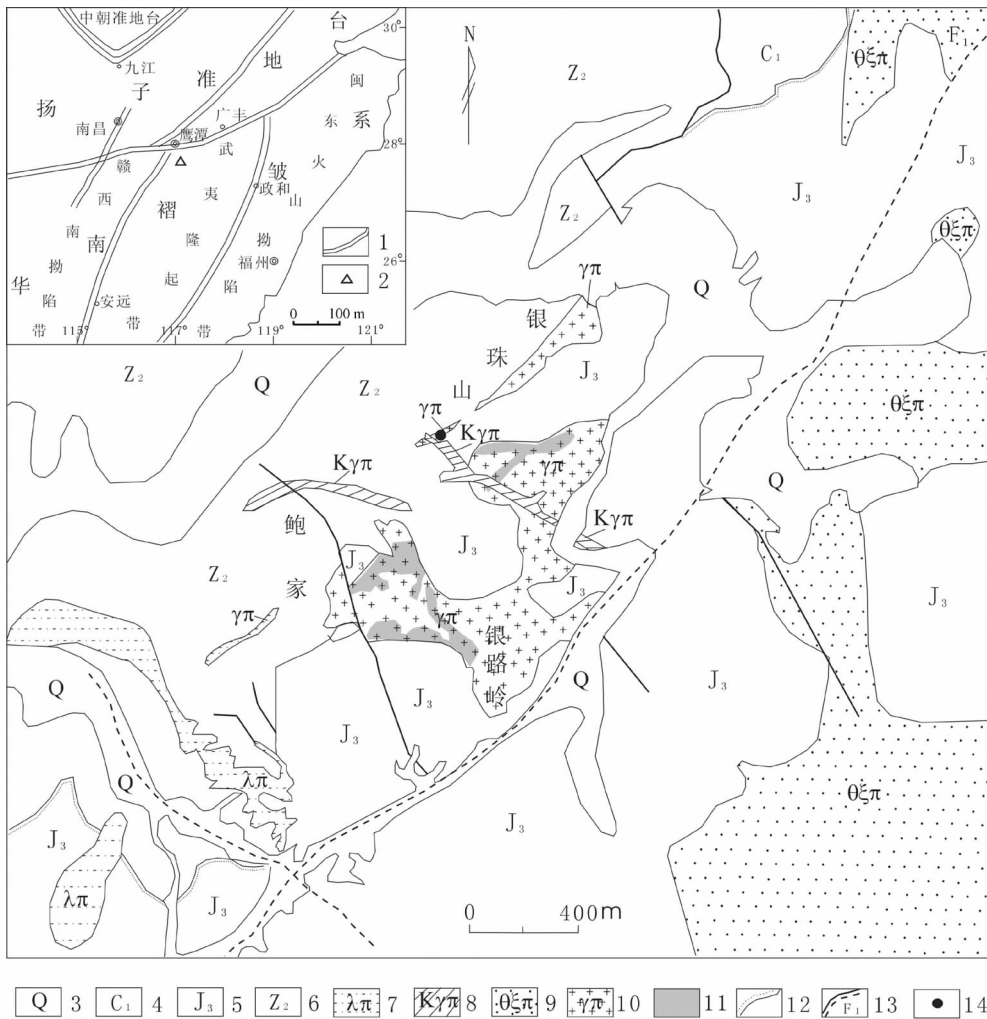 中朝准地台
30°
九江
扬子准地台
南昌
鹰潭
广丰
28°
赣西南拗陷带
武夷隆起带
闽东火山拗陷带
华南褶皱系
政和
福州
26°
安远
115°
117°
119°
121°
1
2
0 100 m
N
Z₂
C₁
θξπ
F₁
J₃
J₃
Z₂
θξπ
Q
γπ
银珠山
J₃
Z₂
Q
Z₂
θξπ
γπ
Kγπ
Kγπ
γπ
Q
鲍家
Kγπ
J₃
J₃
J₃
Z₂
γπ
γπ
银路岭
J₃
Q
Q
J₃
J₃
J₃
Q
λπ
θξπ
J₃
J₃
λπ
J₃
0 400m
Q 3 C₁ 4 J₃ 5 Z₂ 6 λπ 7 Kγπ 8 θξπ 9 γπ 10 11 12 F₁ 13 14